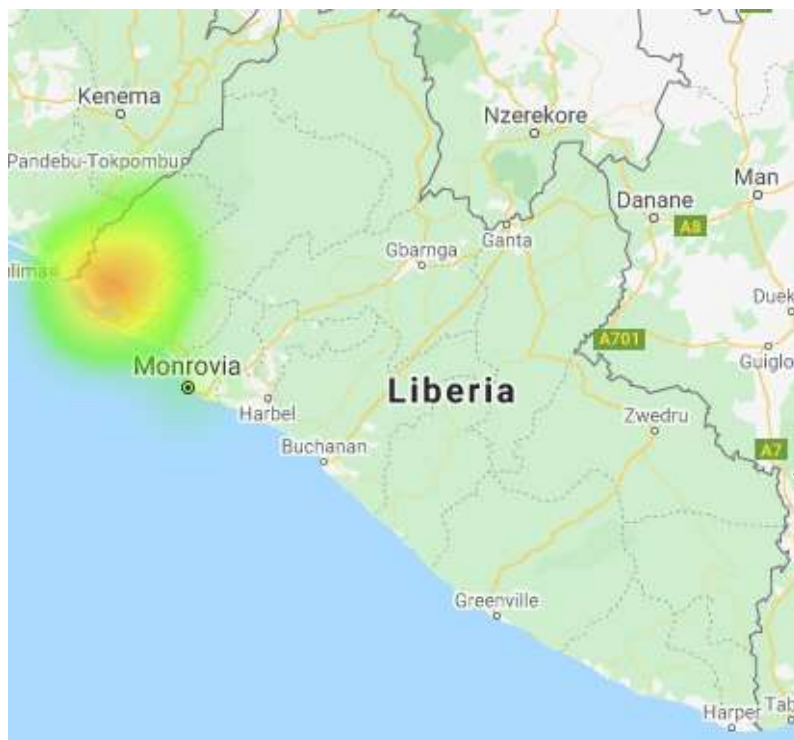 Kenema
Nzerekore
Pandebu-Tokpombu
Man
Danane
A8
Ganta
Gbarnga
Duek
A701
Guiglo
Monrovia
Liberia
Harbel
Zwedru
Buchanan
A7
Greenville
Harper
Tab